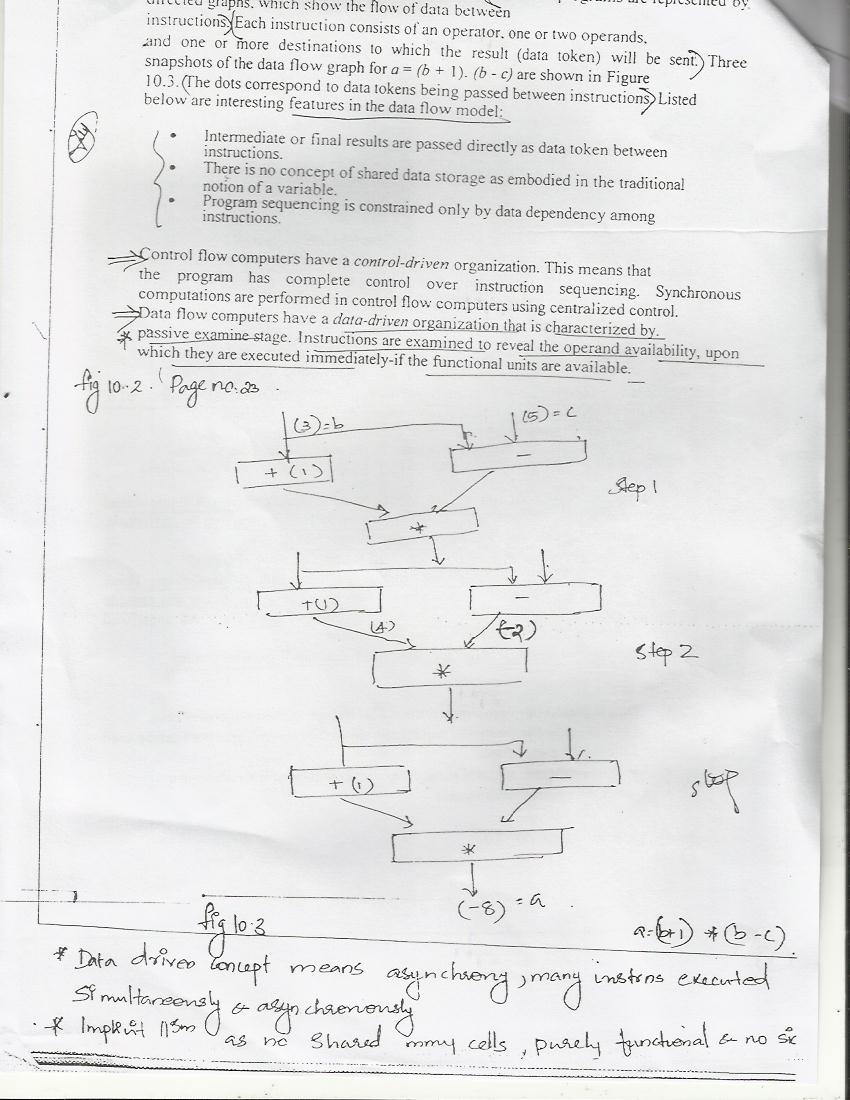 directed graphs, which show the flow of data between
instructions. Each instruction consists of an operator, one or two operands,
and one or more destinations to which the result (data token) will be sent. Three
snapshots of the data flow graph for a = (b + 1). (b - c) are shown in Figure
10.3. (The dots correspond to data tokens being passed between instructions) Listed
below are interesting features in the data flow model:
• Intermediate or final results are passed directly as data token between
instructions.
• There is no concept of shared data storage as embodied in the traditional
notion of a variable.
• Program sequencing is constrained only by data dependency among
instructions.
Control flow computers have a control-driven organization. This means that
the program has complete control over instruction sequencing. Synchronous
computations are performed in control flow computers using centralized control.
Data flow computers have a data-driven organization that is characterized by.
* passive examine stage. Instructions are examined to reveal the operand availability, upon
which they are executed immediately-if the functional units are available.
fig 10.2. (Page no. 23
(3)=b
(5)=c
+ (1)
-
Step 1
*
+(1)
-
(4)
(-2)
Step 2
*
+ (1)
-
step
*
(-8) = a
fig 10.3
a=(b+1) * (b-c).
* Data driven concept means asynchrony, many instrns executed
simultaneously & asynchronously
* Implicit ||sm as no shared mmy cells, purely functional & no